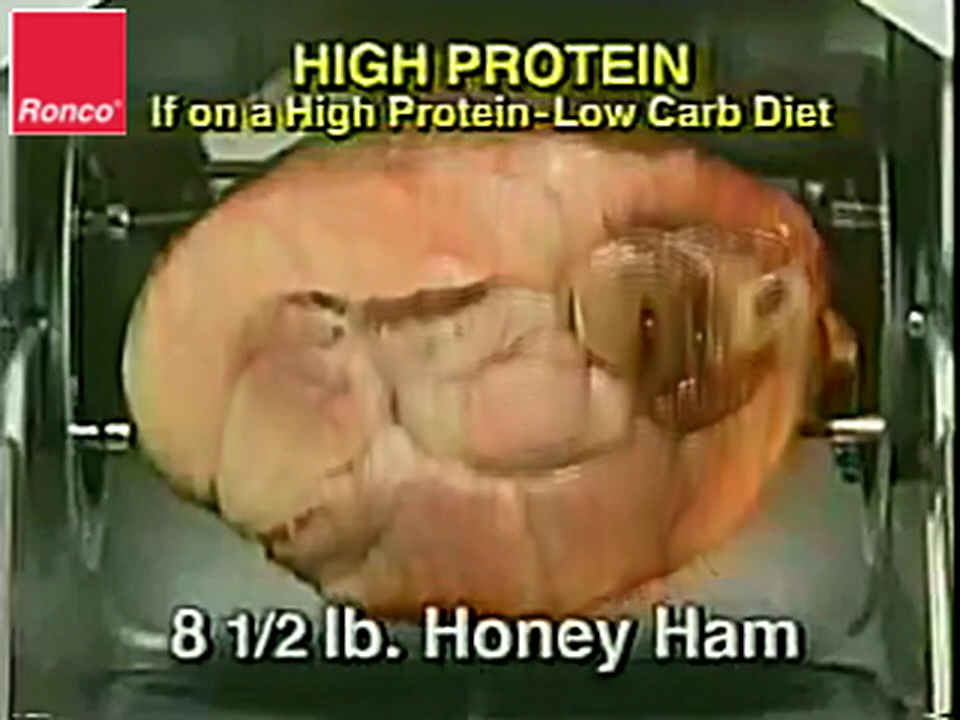 Ronco®
HIGH PROTEIN
If on a High Protein-Low Carb Diet
8 1/2 lb. Honey Ham